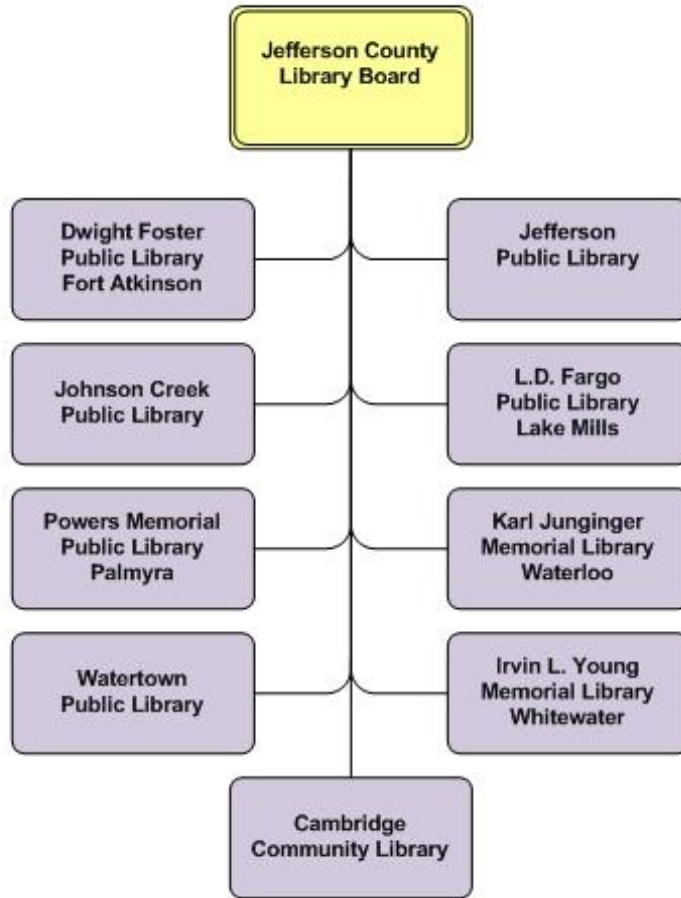 Jefferson County
Library Board
Dwight Foster
Public Library
Fort Atkinson
Jefferson
Public Library
Johnson Creek
Public Library
L.D. Fargo
Public Library
Lake Mills
Powers Memorial
Public Library
Palmyra
Karl Junginger
Memorial Library
Waterloo
Watertown
Public Library
Irvin L. Young
Memorial Library
Whitewater
Cambridge
Community Library